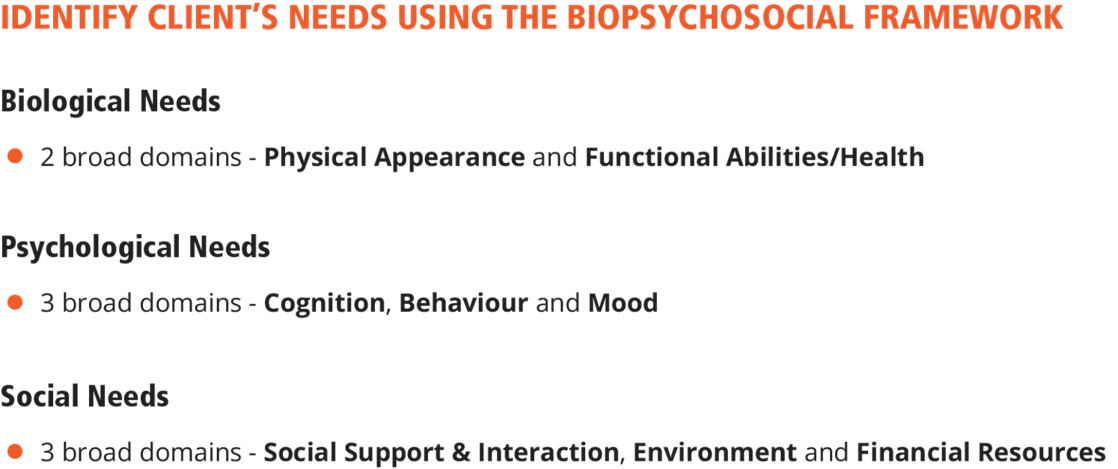 IDENTIFY CLIENT’S NEEDS USING THE BIOPSYCHOSOCIAL FRAMEWORK
Biological Needs
● 2 broad domains - Physical Appearance and Functional Abilities/Health
Psychological Needs
● 3 broad domains - Cognition, Behaviour and Mood
Social Needs
● 3 broad domains - Social Support & Interaction, Environment and Financial Resources